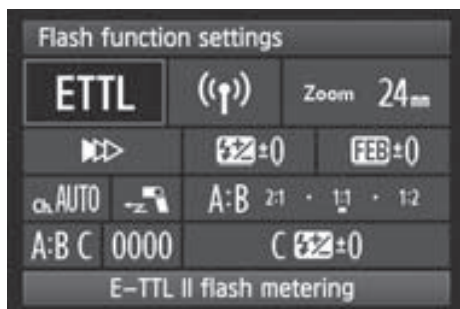 Flash function settings
ETTL Zoom 24mm
±0 FEB±0
Ch.AUTO A:B 2:1 · 1:1 · 1:2
A:B C 0000 C ±0
E-TTL II flash metering